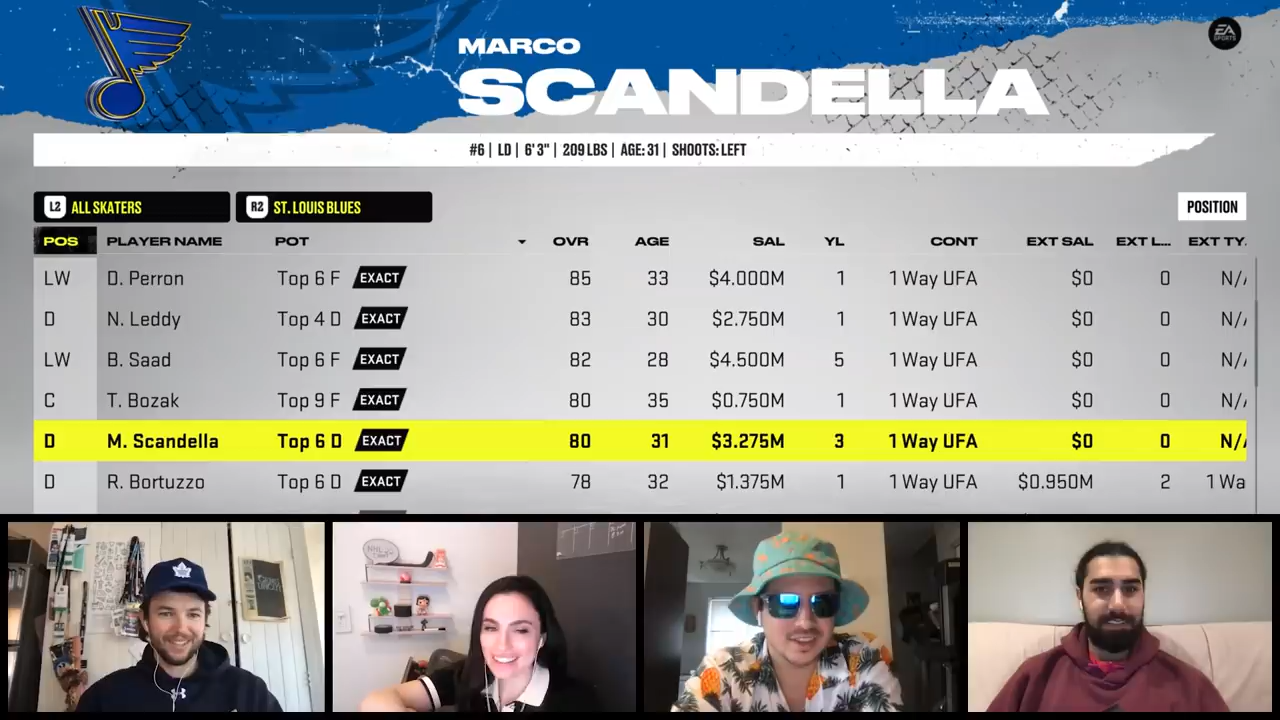 MARCO
EA
SPORTS
SCANDELLA
#6 | LD | 6'3" | 209 LBS | AGE: 31 | SHOOTS: LEFT
L2 ALL SKATERS R2 ST. LOUIS BLUES POSITION
POS PLAYER NAME POT OVR AGE SAL YL CONT EXT SAL EXT L... EXT TY.
LW D. Perron Top 6 F EXACT 85 33 $4.000M 1 1 Way UFA $0 0 N/
D N. Leddy Top 4 D EXACT 83 30 $2.750M 1 1 Way UFA $0 0 N/
LW B. Saad Top 6 F EXACT 82 28 $4.500M 5 1 Way UFA $0 0 N/
C T. Bozak Top 9 F EXACT 80 35 $0.750M 1 1 Way UFA $0 0 N/
D M. Scandella Top 6 D EXACT 80 31 $3.275M 3 1 Way UFA $0 0 N/
D R. Bortuzzo Top 6 D EXACT 78 32 $1.375M 1 1 Way UFA $0.950M 2 1 Wa
NHL